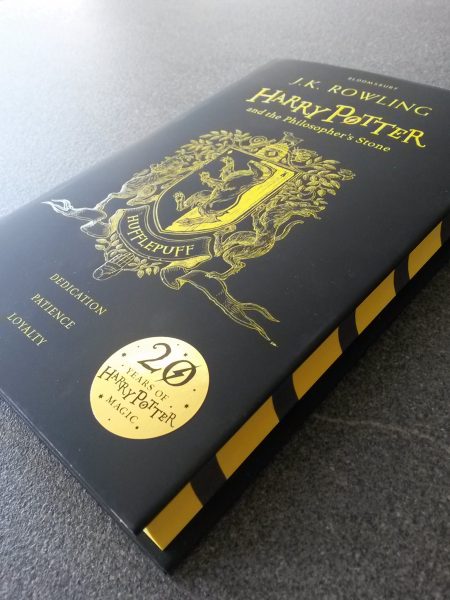 BLOOMSBURY
J.K. ROWLING
HARRY POTTER
and the Philosopher's Stone
HUFFLEPUFF
DEDICATION
PATIENCE
LOYALTY
20
YEARS OF
HARRY POTTER
MAGIC